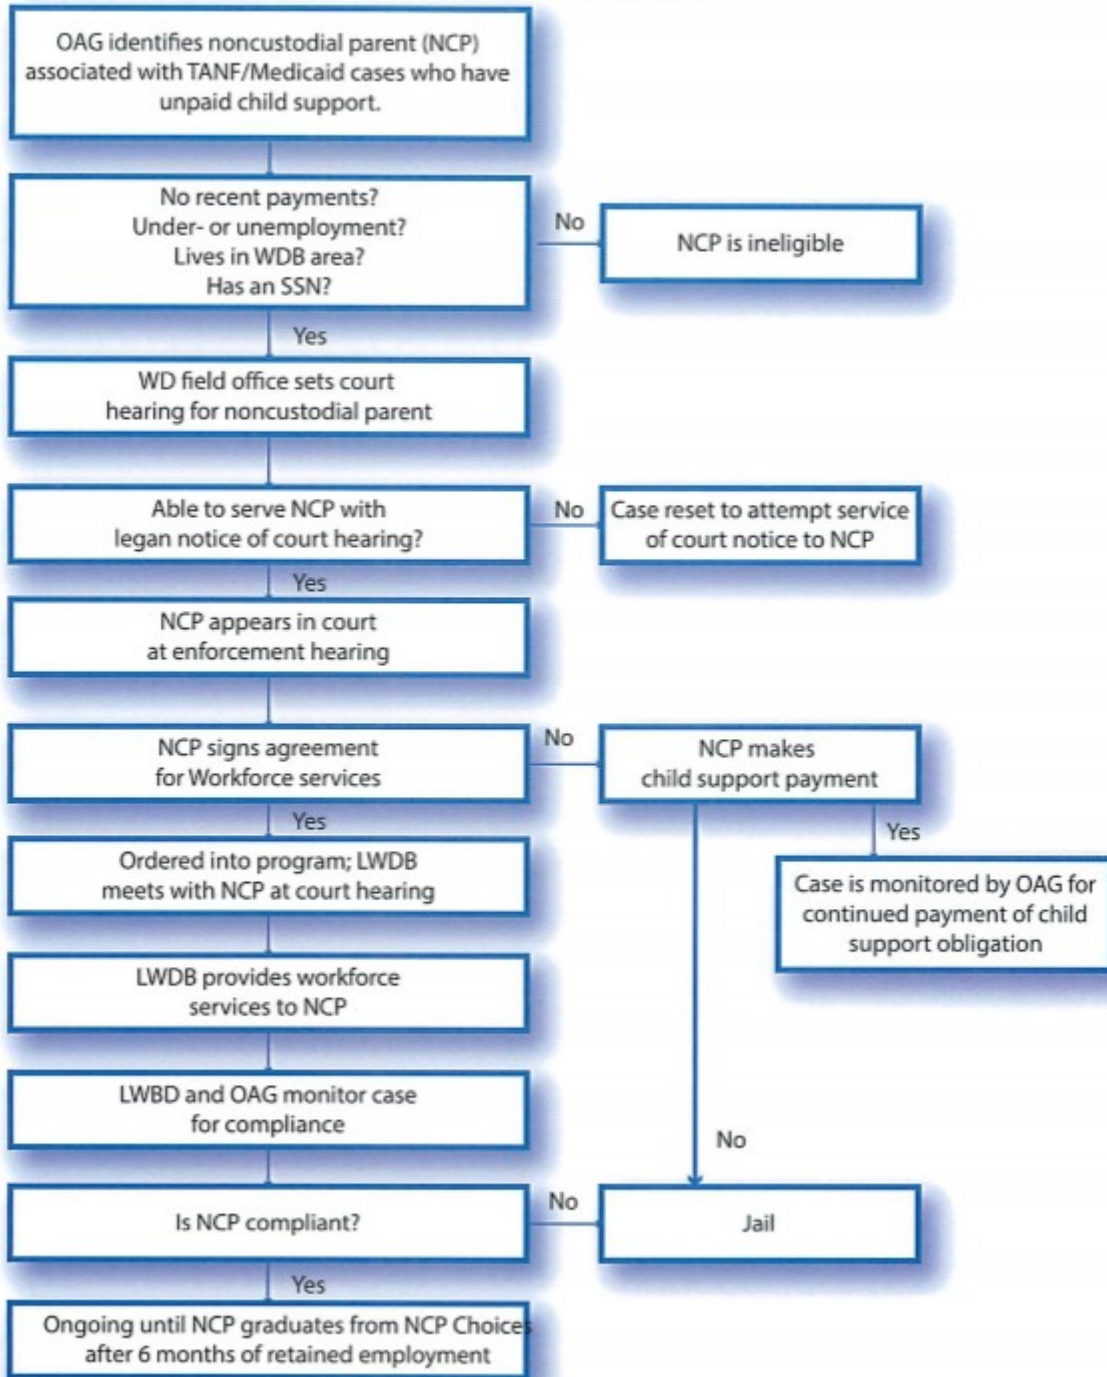 OAG identifies noncustodial parent (NCP)
associated with TANF/Medicaid cases who have
unpaid child support.
No recent payments?
Under- or unemployment?
Lives in WDB area?
Has an SSN?
No
NCP is ineligible
Yes
WD field office sets court
hearing for noncustodial parent
Able to serve NCP with
legan notice of court hearing?
No
Case reset to attempt service
of court notice to NCP
Yes
NCP appears in court
at enforcement hearing
NCP signs agreement
for Workforce services
No
NCP makes
child support payment
Yes
Yes
Ordered into program; LWDB
meets with NCP at court hearing
Case is monitored by OAG for
continued payment of child
support obligation
LWDB provides workforce
services to NCP
LWBD and OAG monitor case
for compliance
No
Is NCP compliant?
No
Jail
Yes
Ongoing until NCP graduates from NCP Choices
after 6 months of retained employment